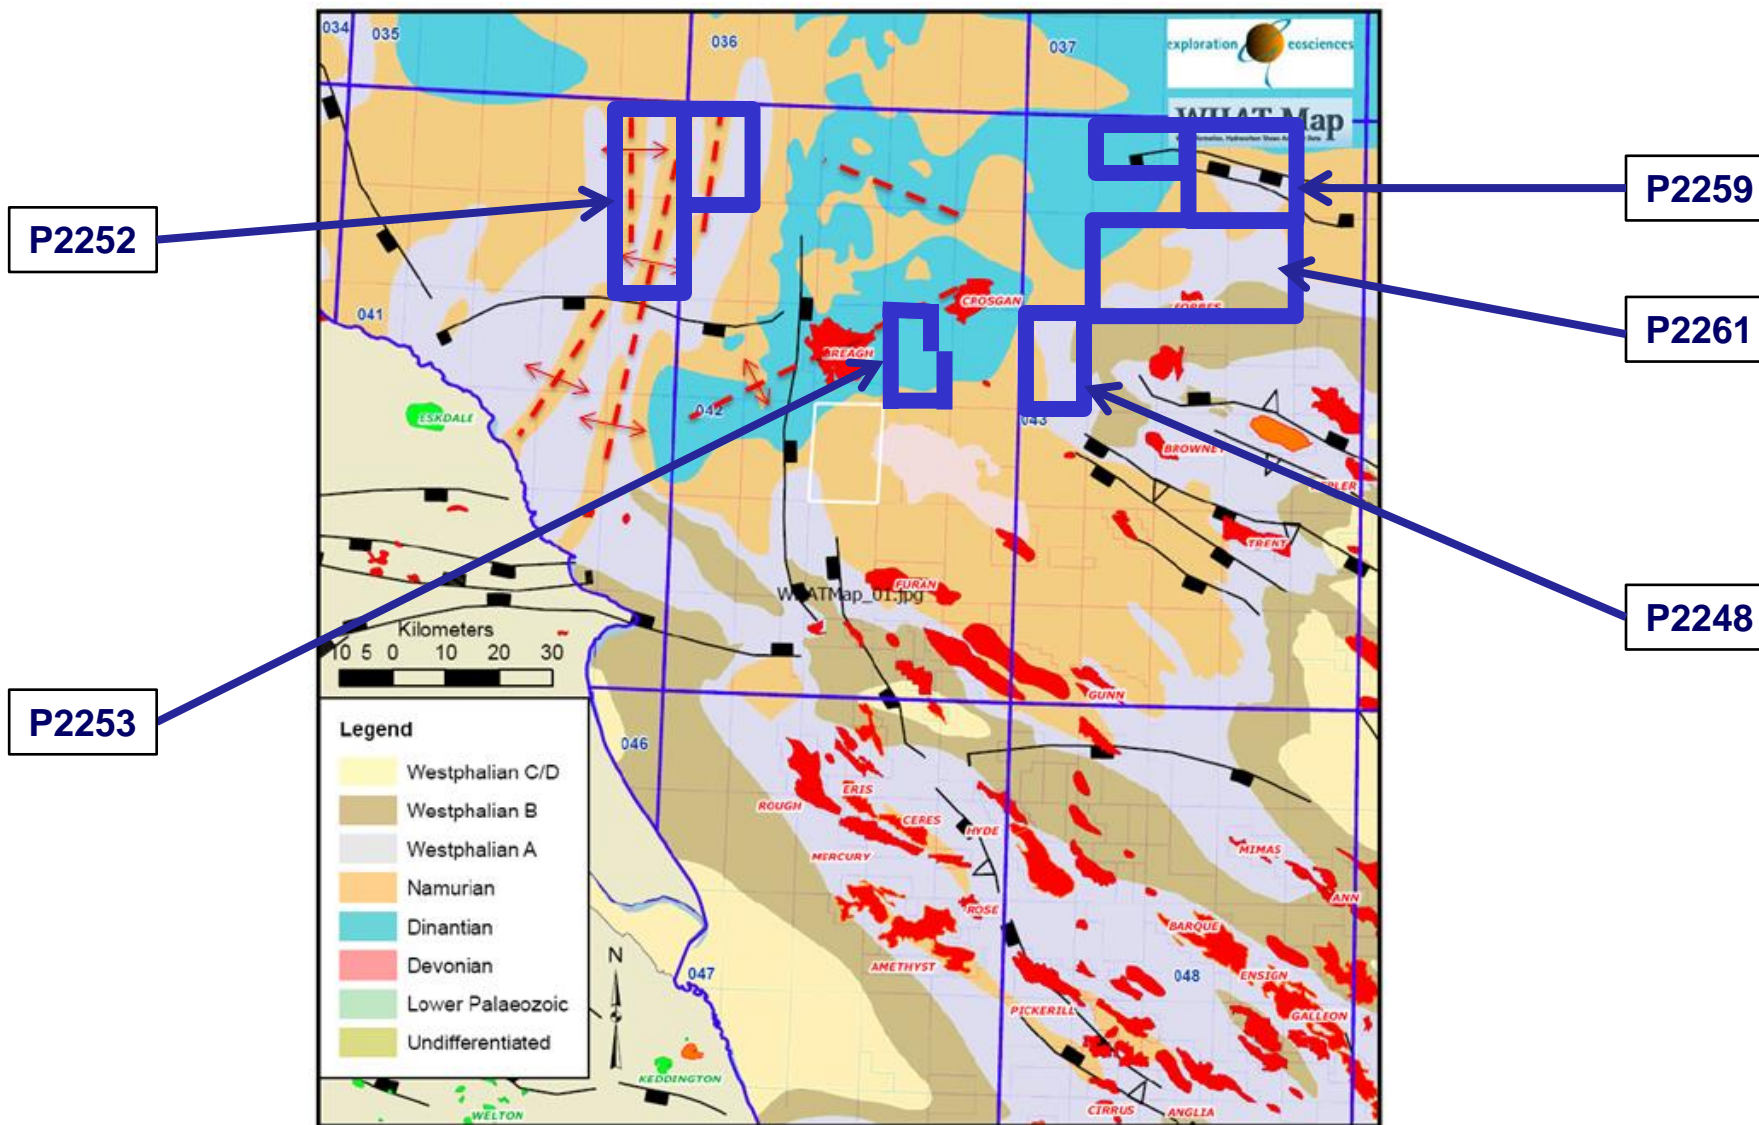 034
035
036
037
exploration
eosciences
WHAT Map
P2252
P2259
P2261
P2248
P2253
041
042
043
CROSGAN
BREAGH
FORBES
ESKDALE
BROWNEY
KEPLER
TRENT
FURAN
WHATMap_01.jpg
Kilometers
10 5 0 10 20 30
GUNN
046
Legend
Westphalian C/D
Westphalian B
Westphalian A
Namurian
Dinantian
Devonian
Lower Palaeozoic
Undifferentiated
N
ROUGH
ERIS
CERES
HYDE
MERCURY
MIMAS
ROSE
ANN
BARQUE
AMETHYST
047
048
ENSIGN
PICKERILL
GALLEON
KEDDINGTON
WELTON
CIRRUS
ANGLIA